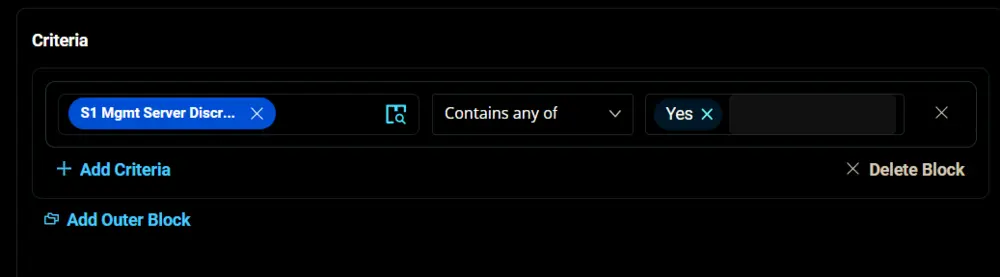 Criteria
S1 Mgmt Server Discr... Contains any of Yes
Add Criteria Delete Block
Add Outer Block